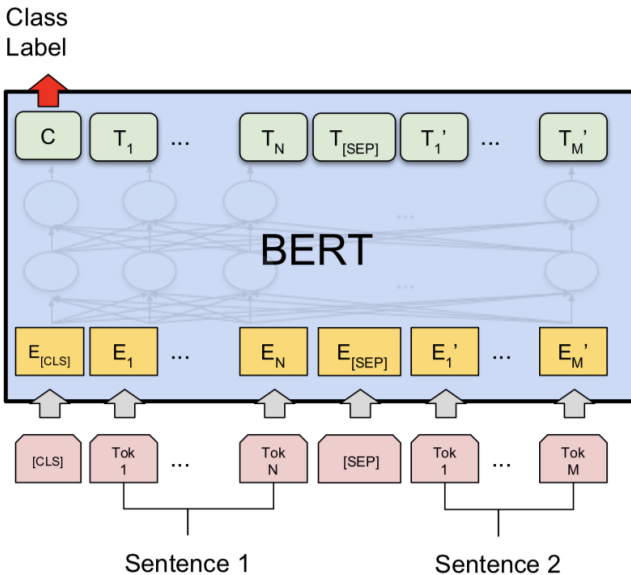 Class
Label
C T1 ... TN T[SEP] T1' ... TM'
...
BERT
...
E[CLS] E1 ... EN E[SEP] E1' ... EM'
[CLS] Tok 1 ... Tok N [SEP] Tok 1 ... Tok M
Sentence 1 Sentence 2